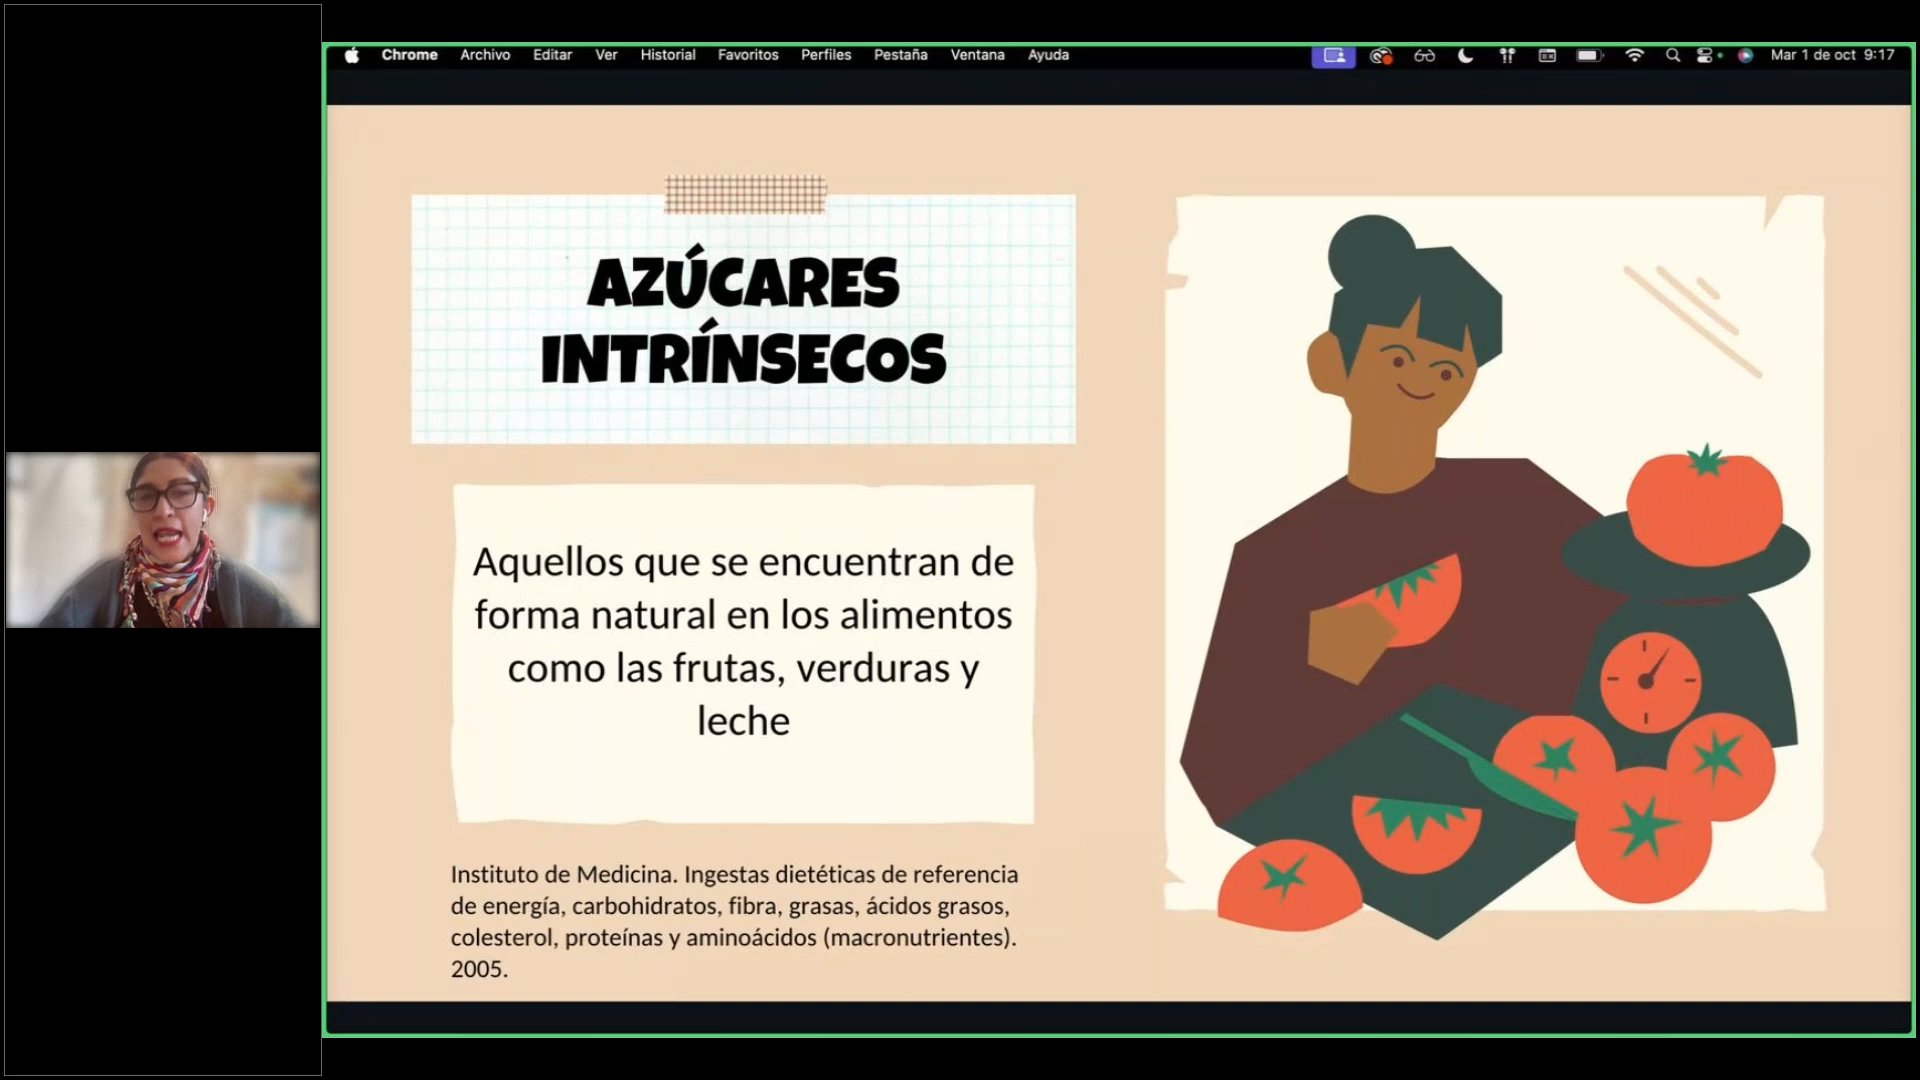 Chrome Archivo Editar Ver Historial Favoritos Perfiles Pestaña Ventana Ayuda Mar 1 de oct 9:17
AZÚCARES
INTRÍNSECOS
Aquellos que se encuentran de
forma natural en los alimentos
como las frutas, verduras y
leche
Instituto de Medicina. Ingestas dietéticas de referencia
de energía, carbohidratos, fibra, grasas, ácidos grasos,
colesterol, proteínas y aminoácidos (macronutrientes).
2005.